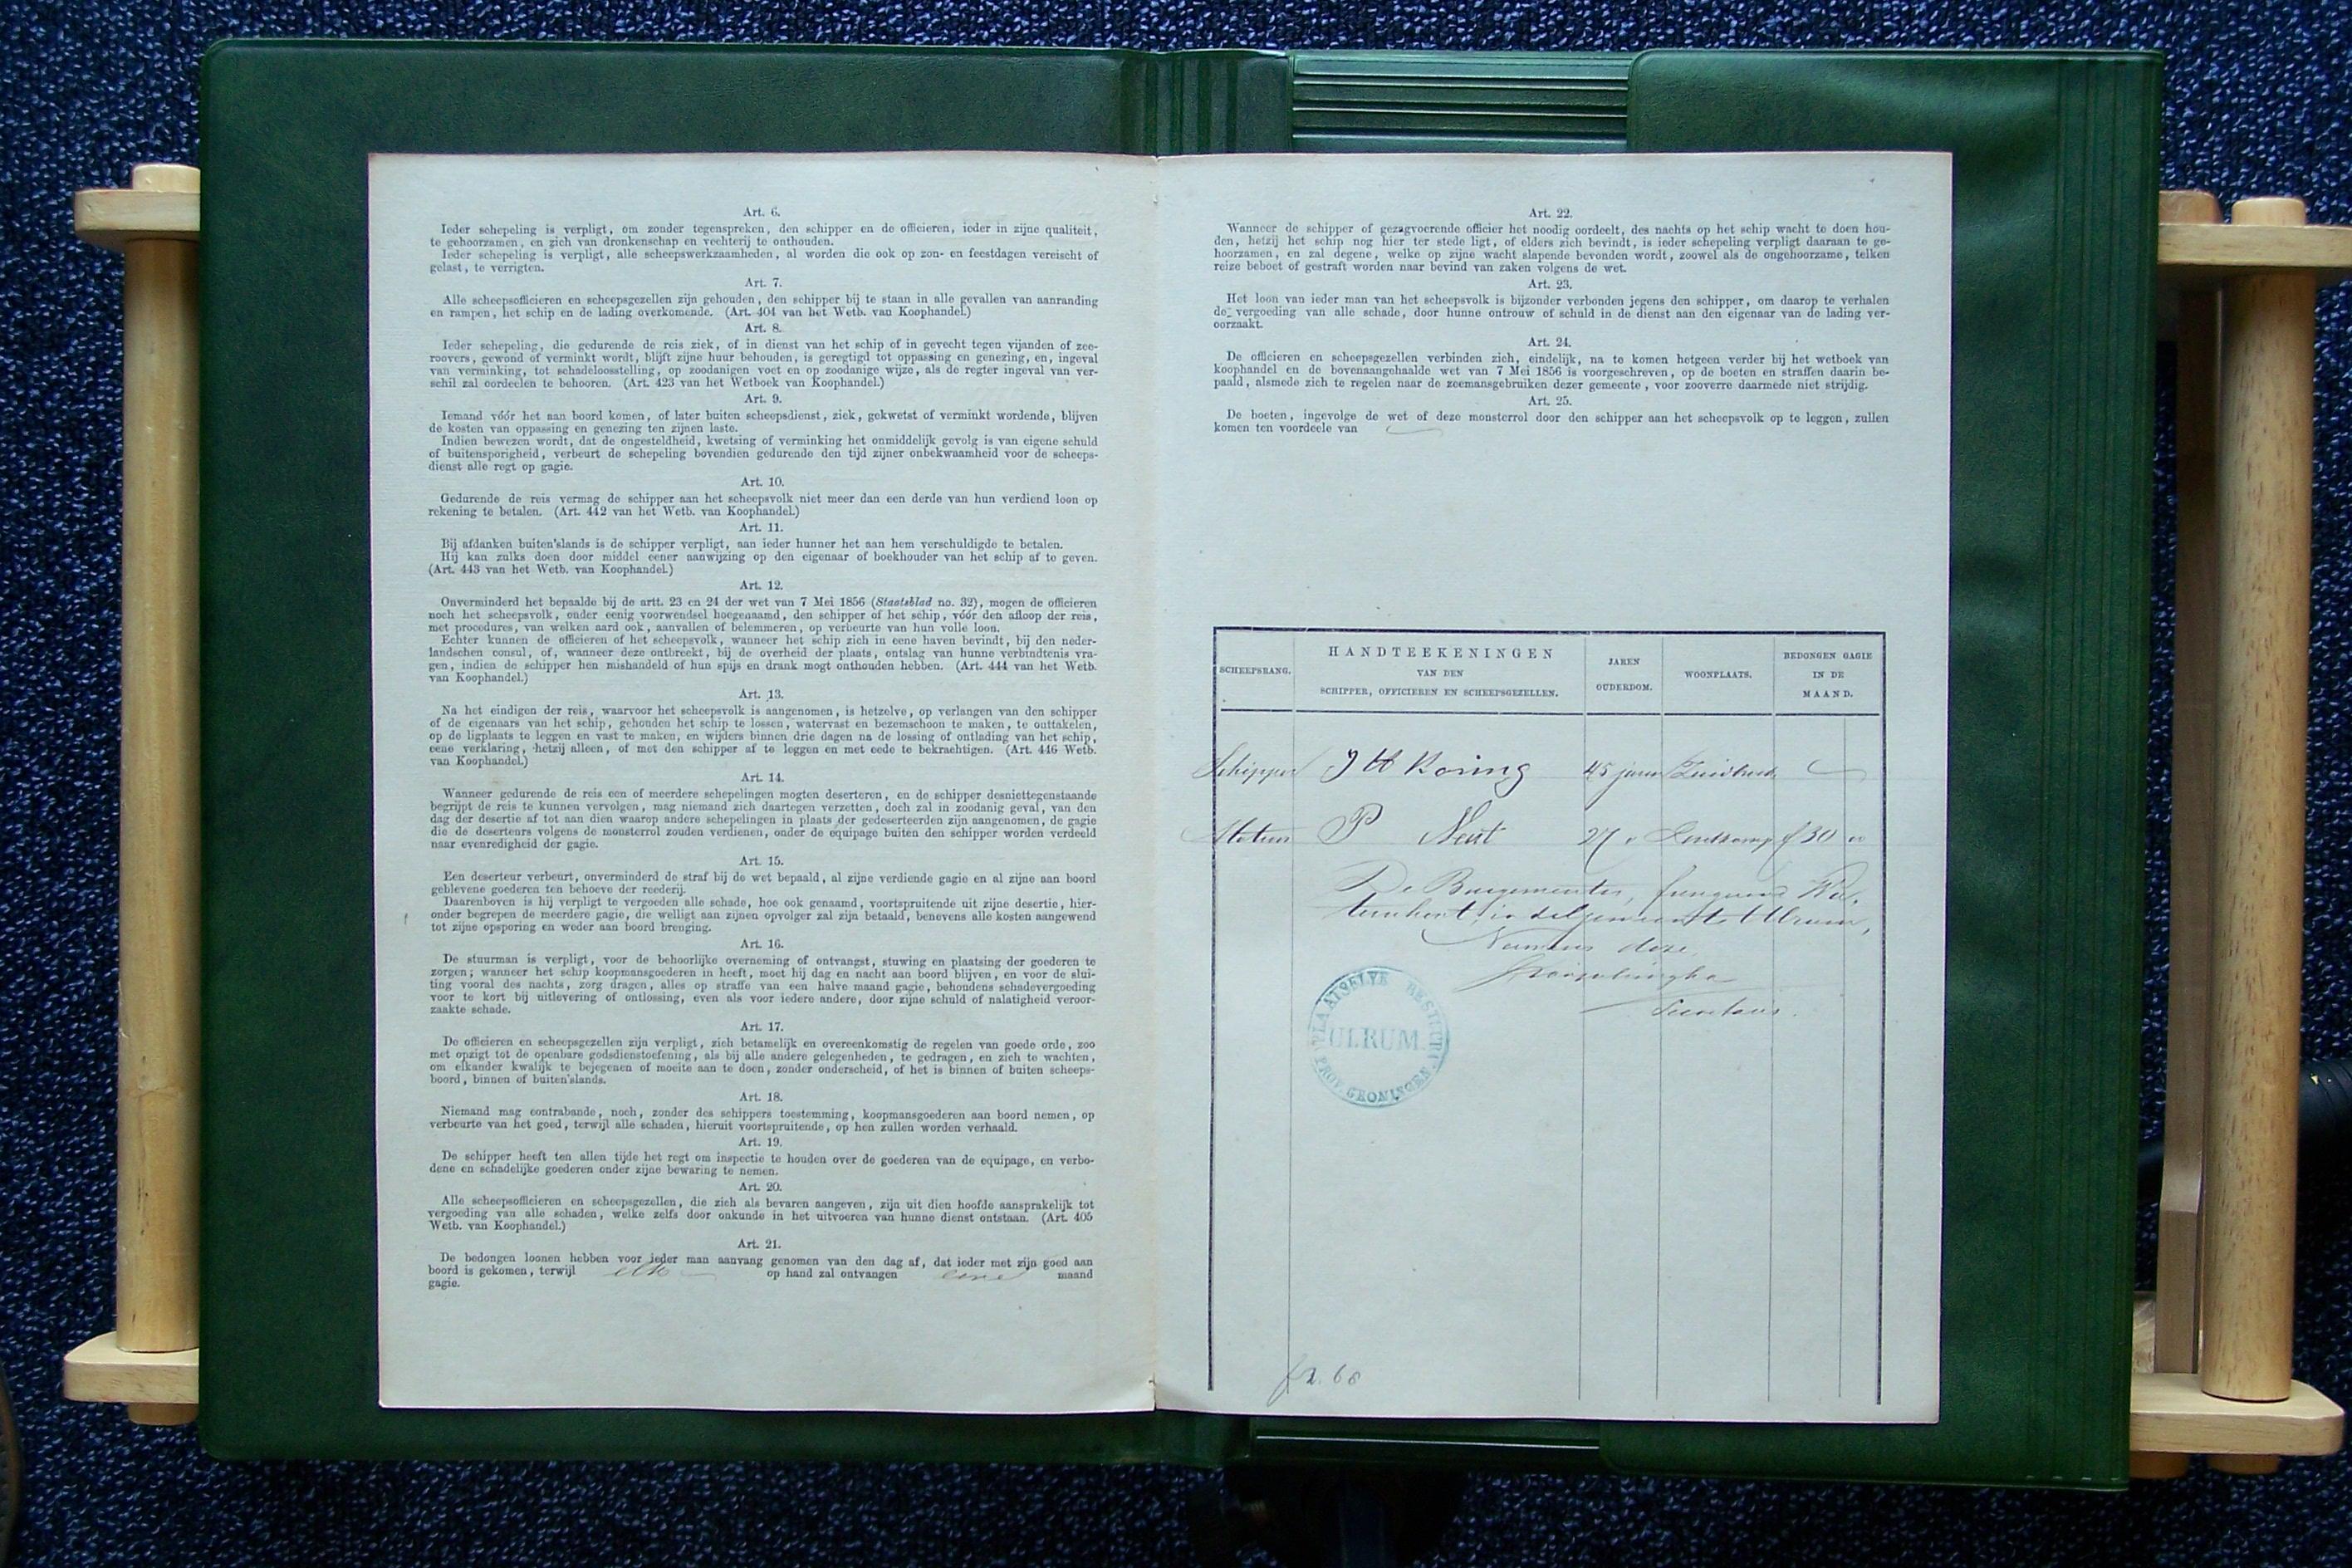 Art. 6.
Ieder schepeling is verpligt, om zonder tegenspreken, den schipper en de officieren, ieder in zijne qualiteit,
te gehoorzamen, en zich van dronkenschap en vechterij te onthouden.
Ieder schepeling is verpligt, alle scheepswerkzaamheden, al worden die ook op zon- en feestdagen vereischt of
gelast, te verrigten.
Art. 7.
Alle scheepsofficieren en scheepsgezellen zijn gehouden, den schipper bij te staan in alle gevallen van aanranding
en rampen, het schip en de lading overkomende. (Art. 404 van het Wetb. van Koophandel.)
Art. 8.
Ieder schepeling, die gedurende de reis ziek, of in dienst van het schip of in gevecht tegen vijanden of zee-
roovers, gewond of verminkt wordt, blijft zijne huur behouden, is geregtigd tot oppassing en genezing, en, ingeval
van verminking, tot schadeloosstelling, op zoodanigen voet en op zoodanige wijze, als de regter ingeval van ver-
schil zal oordeelen te behooren. (Art. 423 van het Wetboek van Koophandel.)
Art. 9.
Iemand vóór het aan boord komen, of later buiten scheepsdienst, ziek, gekwetst of verminkt wordende, blijven
de kosten van oppassing en genezing ten zijnen laste.
Indien bewezen wordt, dat de ongesteldheid, kwetsing of verminking het onmiddelijk gevolg is van eigene schuld
of buitensporigheid, verbeurt de schepeling bovendien gedurende den tijd zijner onbekwaamheid voor de scheeps-
dienst alle regt op gagie.
Art. 10.
Gedurende de reis vermag de schipper aan het scheepsvolk niet meer dan een derde van hun verdiend loon op
rekening te betalen. (Art. 442 van het Wetb. van Koophandel.)
Art. 11.
Bij afdanken buiten'slands is de schipper verpligt, aan ieder hunner het aan hem verschuldigde te betalen.
Hij kan zulks doen door middel eener aanwijzing op den eigenaar of boekhouder van het schip af te geven.
(Art. 443 van het Wetb. van Koophandel.)
Art. 12.
Onverminderd het bepaalde bij de artt. 23 en 24 der wet van 7 Mei 1856 (Staatsblad no. 32), mogen de officieren
noch het scheepsvolk, onder eenig voorwendsel hoegenaamd, den schipper of het schip, vóór den afloop der reis,
met procedures, van welken aard ook, aanvallen of belemmeren, op verbeurte van hun volle loon.
Echter kunnen de officieren of het scheepsvolk, wanneer het schip zich in eene haven bevindt, bij den neder-
landschen consul, of, wanneer deze ontbreekt, bij de overheid der plaats, ontslag van hunne verbindtenis vra-
gen, indien de schipper hen mishandeld of hun spijs en drank mogt onthouden hebben. (Art. 444 van het Wetb.
van Koophandel.)
Art. 13.
Na het eindigen der reis, waarvoor het scheepsvolk is aangenomen, is hetzelve, op verlangen van den schipper
of de eigenaars van het schip, gehouden het schip te lossen, watervast en bezemschoon te maken, te onttakelen,
op de ligplaats te leggen en vast te maken, en wijders binnen drie dagen na de lossing of ontlading van het schip,
eene verklaring, hetzij alleen, of met den schipper af te leggen en met eede te bekrachtigen. (Art. 446 Wetb.
van Koophandel.)
Art. 14.
Wanneer gedurende de reis een of meerdere schepelingen mogten deserteren, en de schipper desniettegenstaande
begrijpt de reis te kunnen vervolgen, mag niemand zich daartegen verzetten, doch zal in zoodanig geval, van den
dag der desertie af tot aan dien waarop andere schepelingen in plaats der gedeserteerden zijn aangenomen, de gagie
die de deserteurs volgens de monsterrol zouden verdienen, onder de equipage buiten den schipper worden verdeeld
naar evenredigheid der gagie.
Art. 15.
Een deserteur verbeurt, onverminderd de straf bij de wet bepaald, al zijne verdiende gagie en al zijne aan boord
geblevene goederen ten behoeve der reederij.
Daarenboven is hij verpligt te vergoeden alle schade, hoe ook genaamd, voortspruitende uit zijne desertie, hier-
onder begrepen de meerdere gagie, die welligt aan zijnen opvolger zal zijn betaald, benevens alle kosten aangewend
tot zijne opsporing en weder aan boord brenging.
Art. 16.
De stuurman is verpligt, voor de behoorlijke overneming of ontvangst, stuwing en plaatsing der goederen te
zorgen; wanneer het schip koopmansgoederen in heeft, moet hij dag en nacht aan boord blijven, en voor de slui-
ting vooral des nachts, zorg dragen, alles op straffe van een halve maand gagie, behoudens schadevergoeding
voor te kort bij uitlevering of ontlossing, even als voor iedere andere, door zijne schuld of nalatigheid veroor-
zaakte schade.
Art. 17.
De officieren en scheepsgezellen zijn verpligt, zich betamelijk en overeenkomstig de regelen van goede orde, zoo
met opzigt tot de openbare godsdienstoefening, als bij alle andere gelegenheden, te gedragen, en zich te wachten,
om elkander kwalijk te bejegenen of moeite aan te doen, zonder onderscheid, of het is binnen of buiten scheeps-
boord, binnen of buiten'slands.
Art. 18.
Niemand mag contrabande, noch, zonder des schippers toestemming, koopmansgoederen aan boord nemen, op
verbeurte van het goed, terwijl alle schaden, hieruit voortspruitende, op hen zullen worden verhaald.
Art. 19.
De schipper heeft ten allen tijde het regt om inspectie te houden over de goederen van de equipage, en verbo-
dene en schadelijke goederen onder zijne bewaring te nemen.
Art. 20.
Alle scheepsofficieren en scheepsgezellen, die zich als bevaren aangeven, zijn uit dien hoofde aansprakelijk tot
vergoeding van alle schaden, welke zelfs door onkunde in het uitvoeren van hunne dienst ontstaan. (Art. 405
Wetb. van Koophandel.)
Art. 21.
De bedongen loonen hebben voor ieder man aanvang genomen van den dag af, dat ieder met zijn goed aan
boord is gekomen, terwijl elk op hand zal ontvangen eene maand
gagie.
Art. 22.
Wanneer de schipper of gezagvoerende officier het noodig oordeelt, des nachts op het schip wacht te doen hou-
den, hetzij het schip nog hier ter stede ligt, of elders zich bevindt, is ieder schepeling verpligt daaraan te ge-
hoorzamen, en zal degene, welke op zijne wacht slapende bevonden wordt, zoowel als de ongehoorzame, telken
reize beboet of gestraft worden naar bevind van zaken volgens de wet.
Art. 23.
Het loon van ieder man van het scheepsvolk is bijzonder verbonden jegens den schipper, om daarop te verhalen
de vergoeding van alle schade, door hunne ontrouw of schuld in de dienst aan den eigenaar van de lading ver-
oorzaakt.
Art. 24.
De officieren en scheepsgezellen verbinden zich, eindelijk, na te komen hetgeen verder bij het wetboek van
koophandel en de bovenaangehaalde wet van 7 Mei 1856 is voorgeschreven, op de boeten en straffen daarin be-
paald, alsmede zich te regelen naar de zeemansgebruiken dezer gemeente, voor zooverre daarmede niet strijdig.
Art. 25.
De boeten, ingevolge de wet of deze monsterrol door den schipper aan het scheepsvolk op te leggen, zullen
komen ten voordeele van
SCHEEPSRANG.
HANDTEEKENINGEN
VAN DEN
SCHIPPER, OFFICIEREN EN SCHEEPSGEZELLEN.
JAREN
OUDERDOM.
WOONPLAATS.
BEDONGEN GAGIE
IN DE
MAAND.
Schipper J H Koning 45 jaren
P 27 Zoutkamp f 30
De Burgemeester, fungerend
in de gemeente Ulrum,
Namens deze,
Secretaris.
PLAATSELYK BESTUUR
ULRUM.
PROV. GRONINGEN
f 2.66